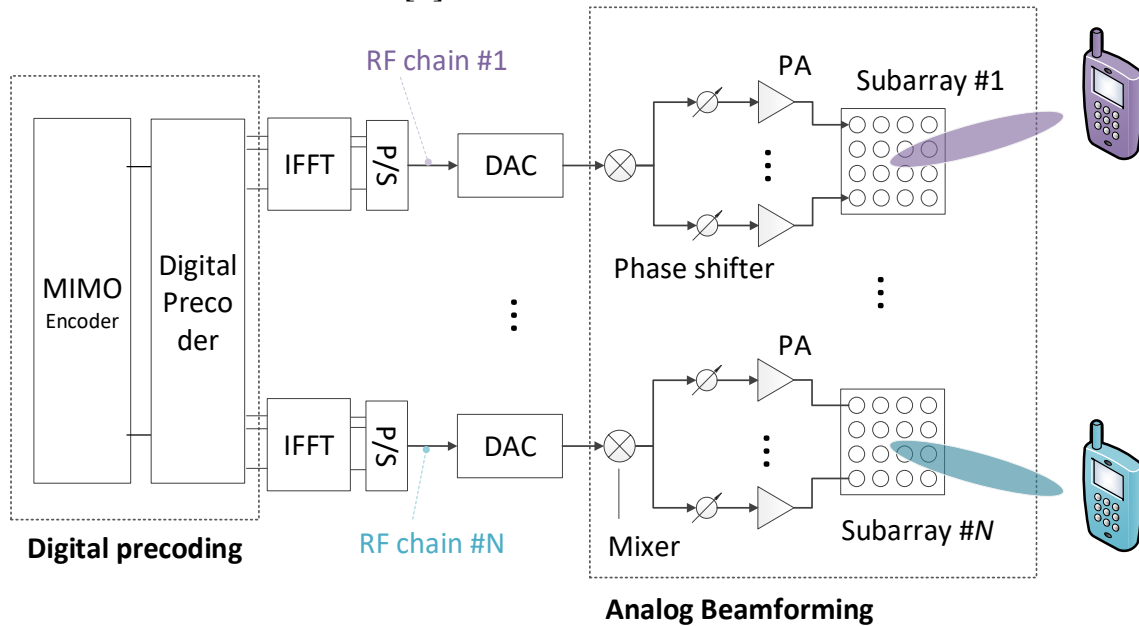 RF chain #1
PA
Subarray #1
MIMO
Encoder
Digital
Preco
der
IFFT
P/S
DAC
Phase shifter
PA
IFFT
P/S
DAC
Digital precoding
RF chain #N
Mixer
Subarray #N
Analog Beamforming